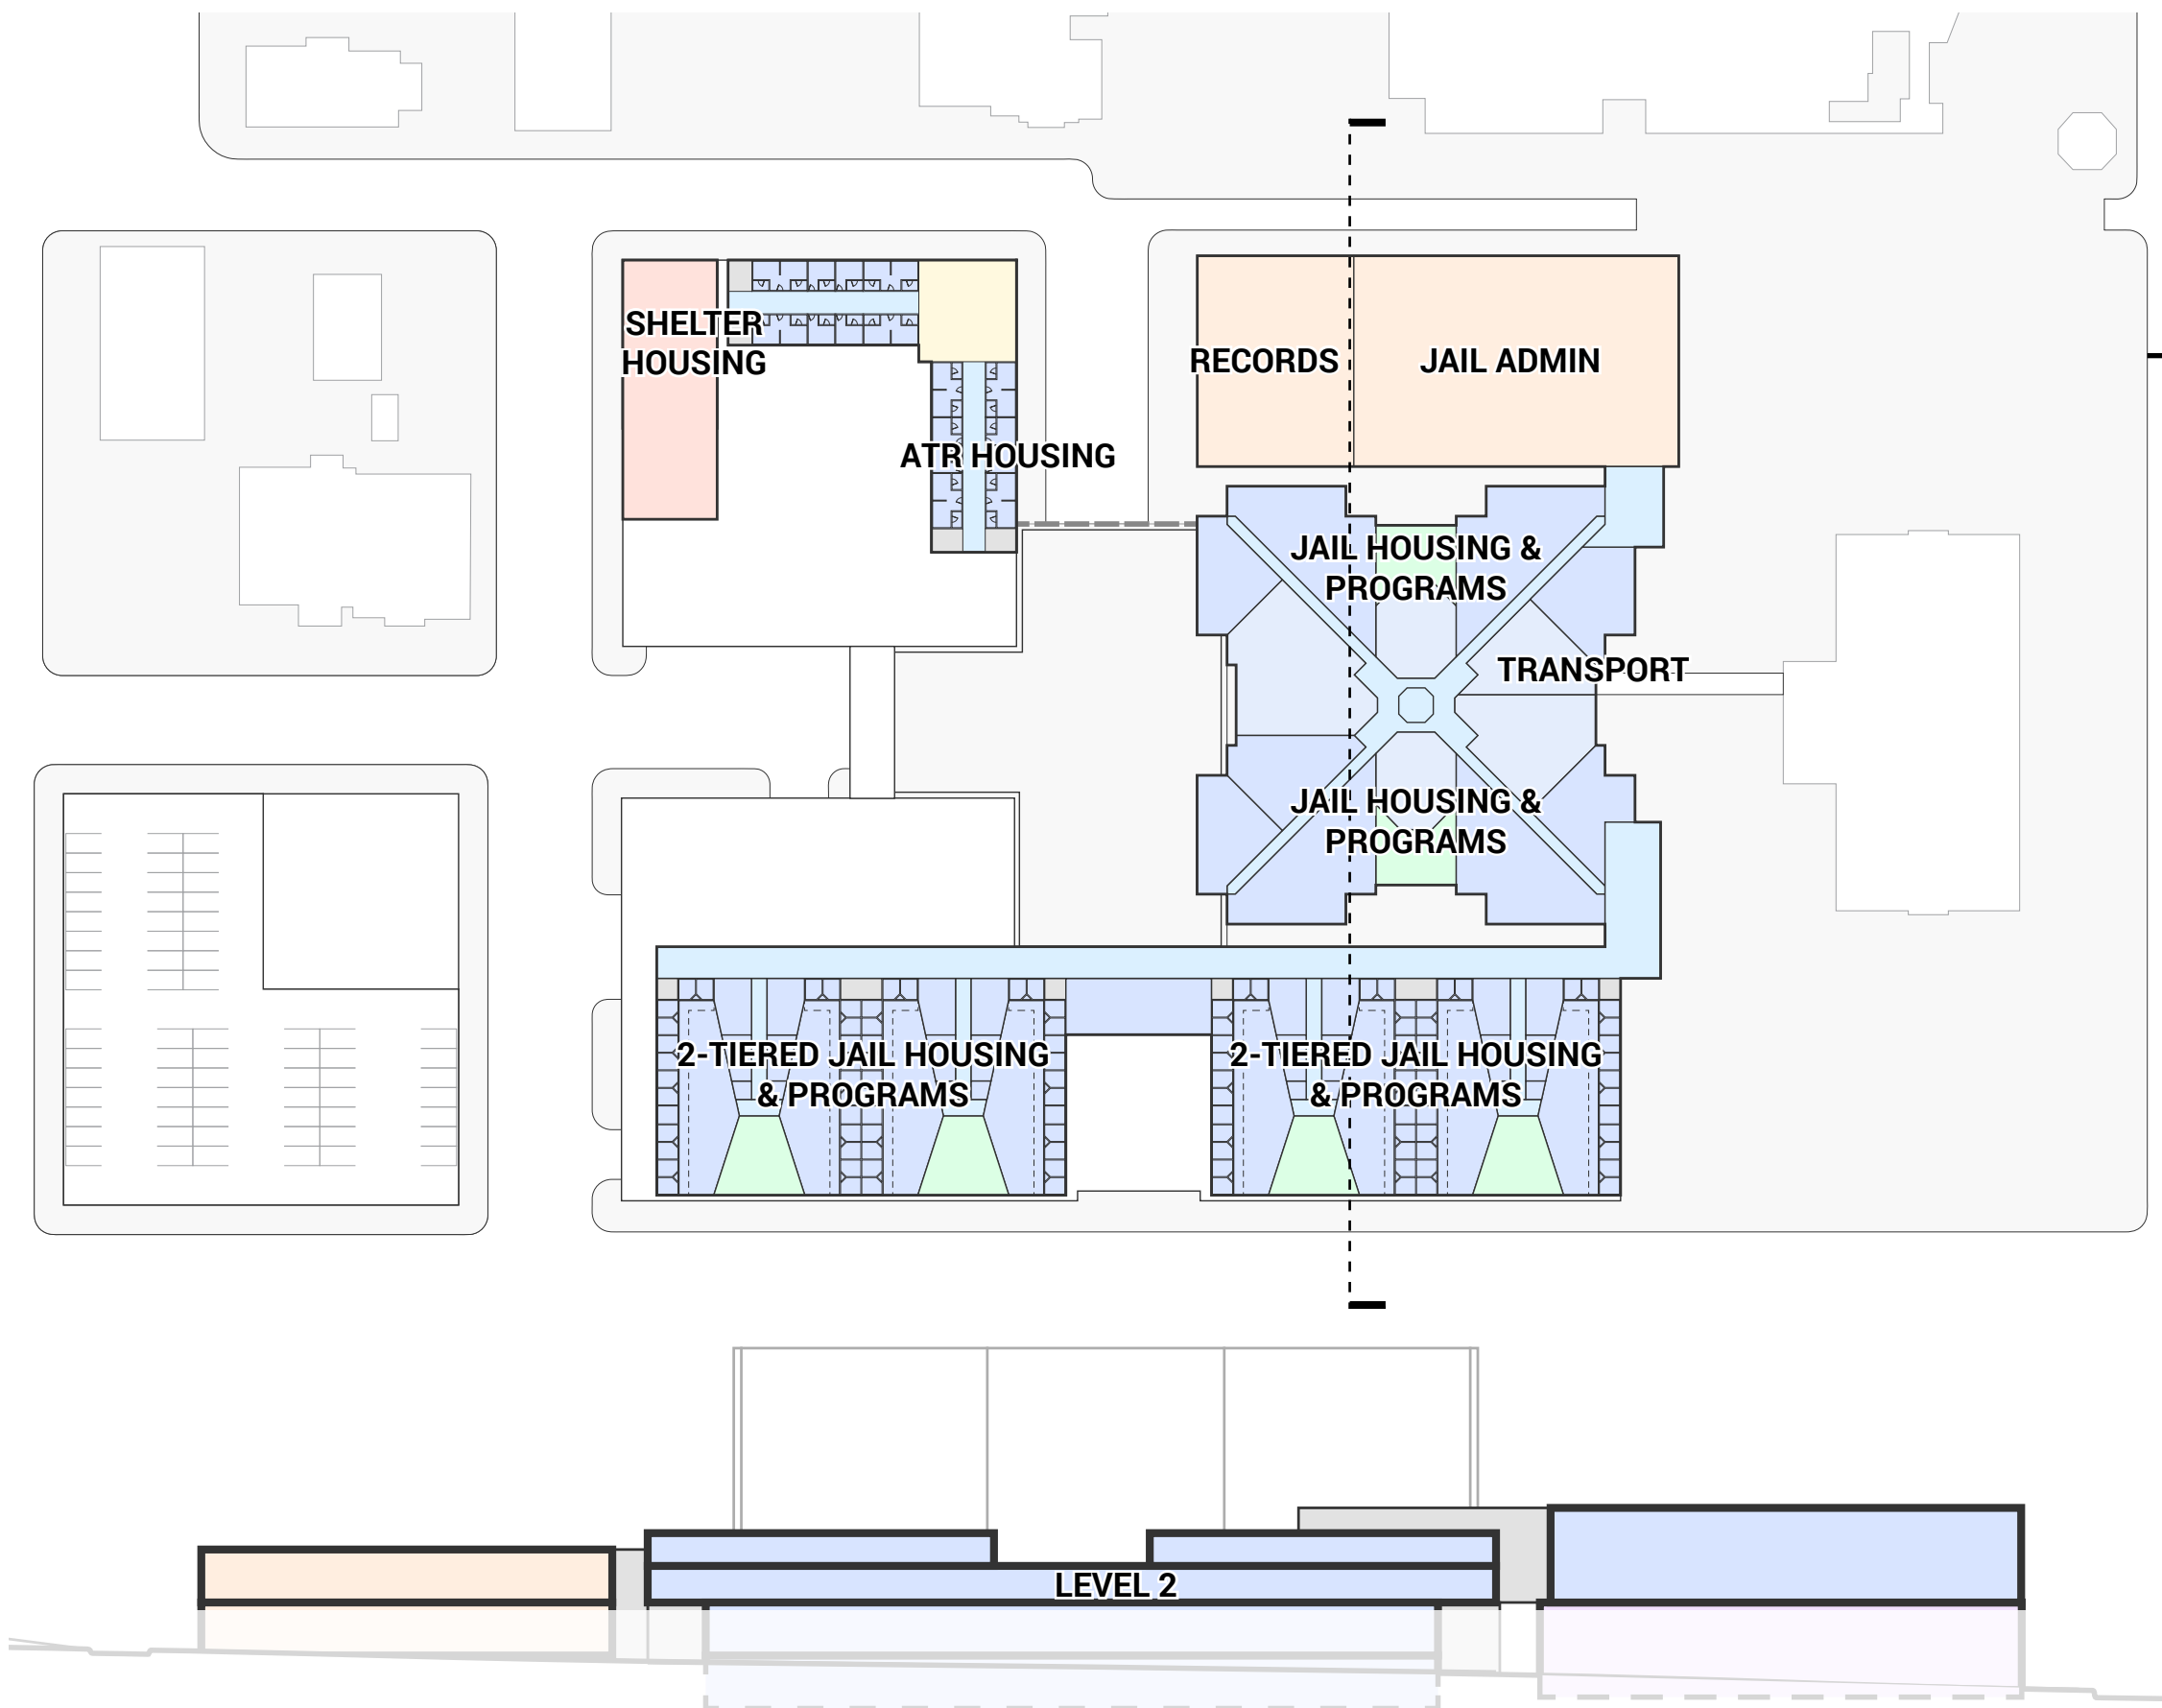 SHELTER
HOUSING
RECORDS
JAIL ADMIN
ATR HOUSING
JAIL HOUSING &
PROGRAMS
TRANSPORT
JAIL HOUSING &
PROGRAMS
2-TIERED JAIL HOUSING
& PROGRAMS
2-TIERED JAIL HOUSING
& PROGRAMS
LEVEL 2